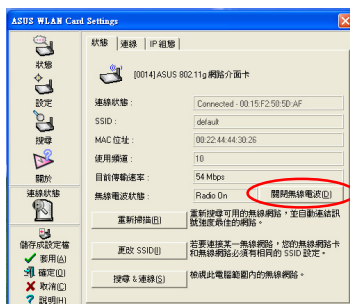 ASUS WLAN Card Settings
狀態
設定
搜尋
關於
連線狀態
儲存成設定檔
套用(A)
確定(O)
取消(C)
說明(H)
狀態 連線 IP 組態
[0014] ASUS 802.11g 網路介面卡
連線狀態 : Connected - 00:15:F2:50:5D:AF
SSID : default
MAC 位址 : 00:22:44:44:30:26
使用頻道 : 10
目前傳輸速率 : 54 Mbps
無線電波狀態 : Radio On 關閉無線電波(D)
重新掃描(R) 重新搜尋可用的無線網路，並自動連結訊
號強度最佳的網路。
更改 SSID(I) 若要連接某一無線網路，您的無線網路卡
和無線網路必須有相同的 SSID 設定。
搜尋 & 連線(S) 檢視此電腦範圍內的無線網路。